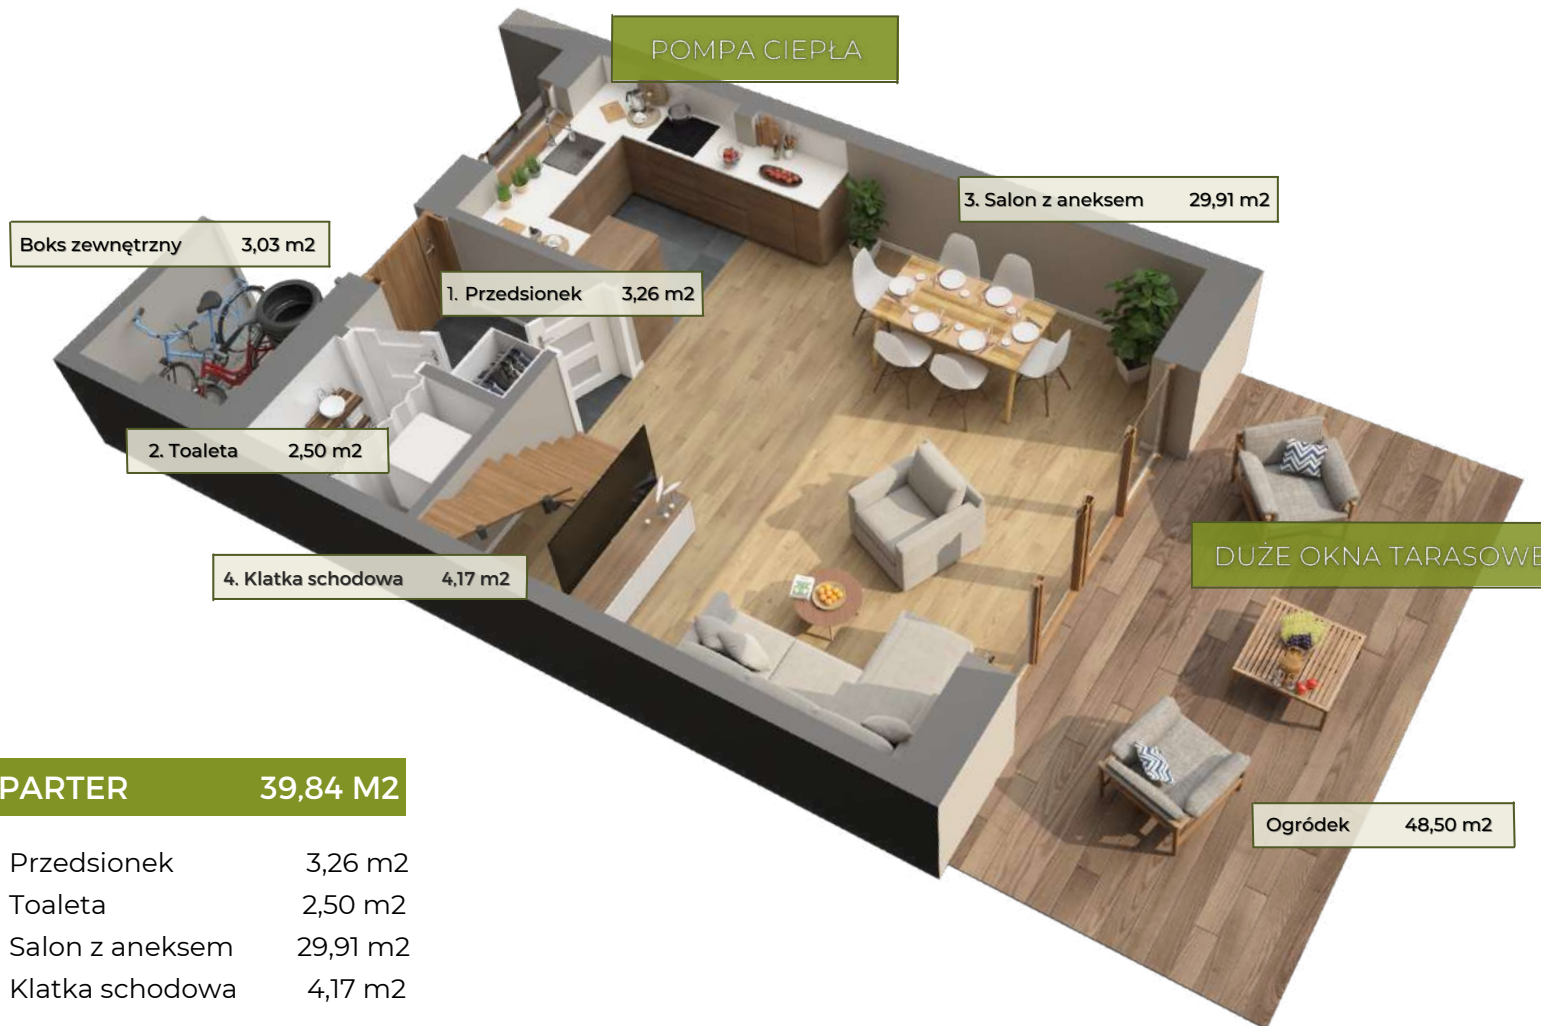 POMPA CIEPŁA
3. Salon z aneksem 29,91 m2
Boks zewnętrzny 3,03 m2
1. Przedsionek 3,26 m2
2. Toaleta 2,50 m2
4. Klatka schodowa 4,17 m2
DUŻE OKNA TARASOWE
Ogródek 48,50 m2
PARTER 39,84 M2
Przedsionek 3,26 m2
Toaleta 2,50 m2
Salon z aneksem 29,91 m2
Klatka schodowa 4,17 m2